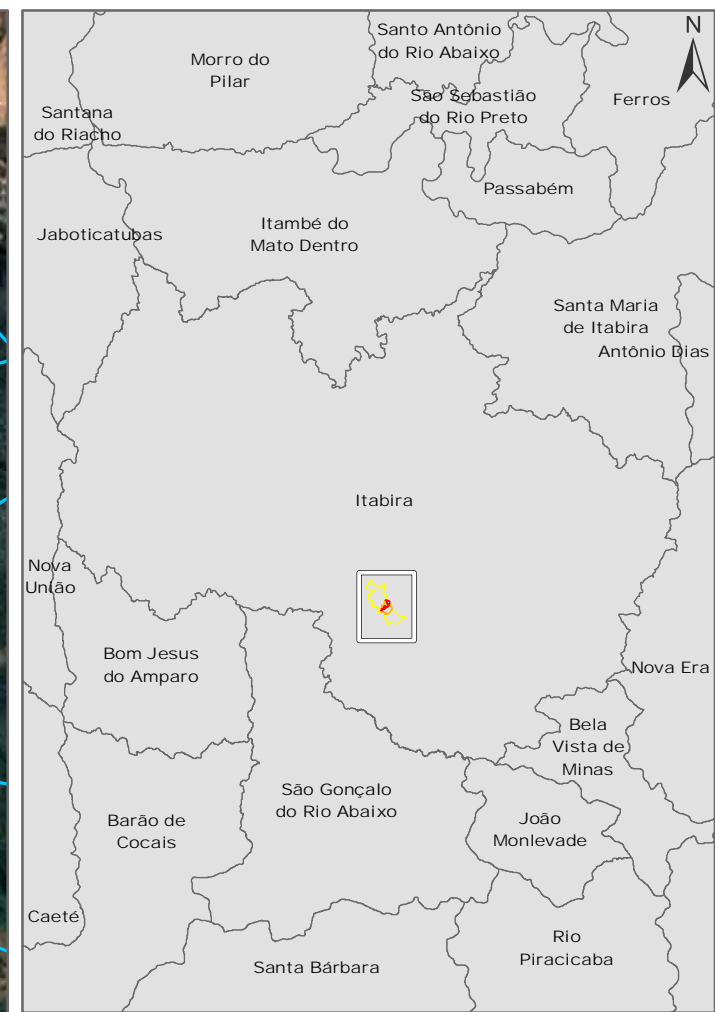 Santo Antônio
do Rio Abaixo
N
Morro do
Pilar
São Sebastião
do Rio Preto
Ferros
Santana
do Riacho
Passabém
Itambé do
Mato Dentro
Jaboticatubas
Santa Maria
de Itabira
Antônio Dias
Itabira
Nova
União
Bom Jesus
do Amparo
Nova Era
Bela
Vista de
Minas
São Gonçalo
do Rio Abaixo
Barão de
Cocais
João
Monlevade
Caeté
Rio
Piracicaba
Santa Bárbara